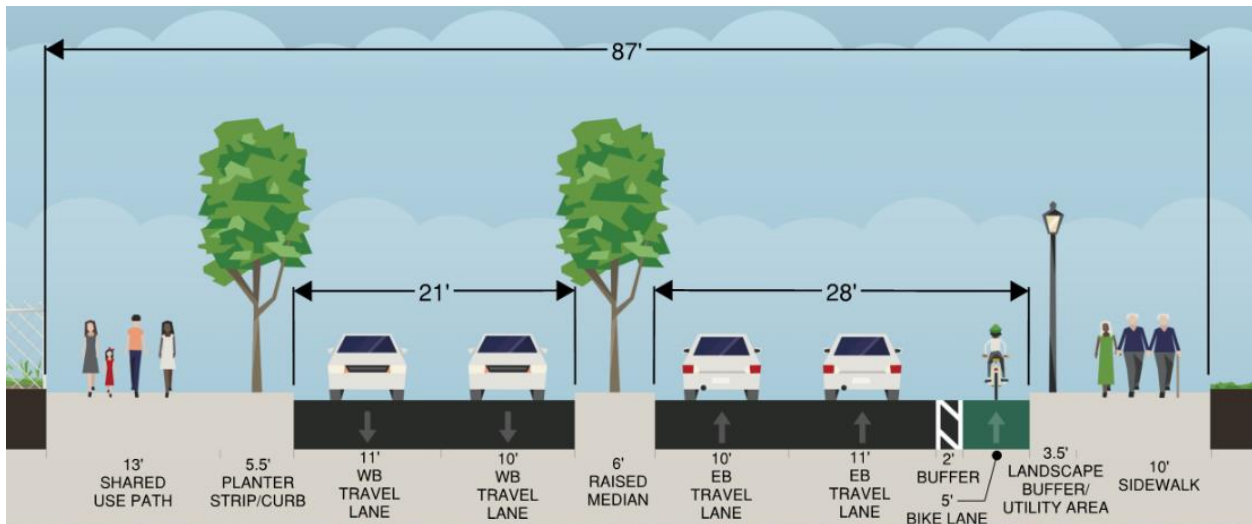 87'
21'
28'
13'
SHARED
USE PATH
5.5'
PLANTER
STRIP/CURB
11'
WB
TRAVEL
LANE
10'
WB
TRAVEL
LANE
6'
RAISED
MEDIAN
10'
EB
TRAVEL
LANE
11'
EB
TRAVEL
LANE
2'
BUFFER
5'
BIKE LANE
3.5'
LANDSCAPE
BUFFER/
UTILITY AREA
10'
SIDEWALK